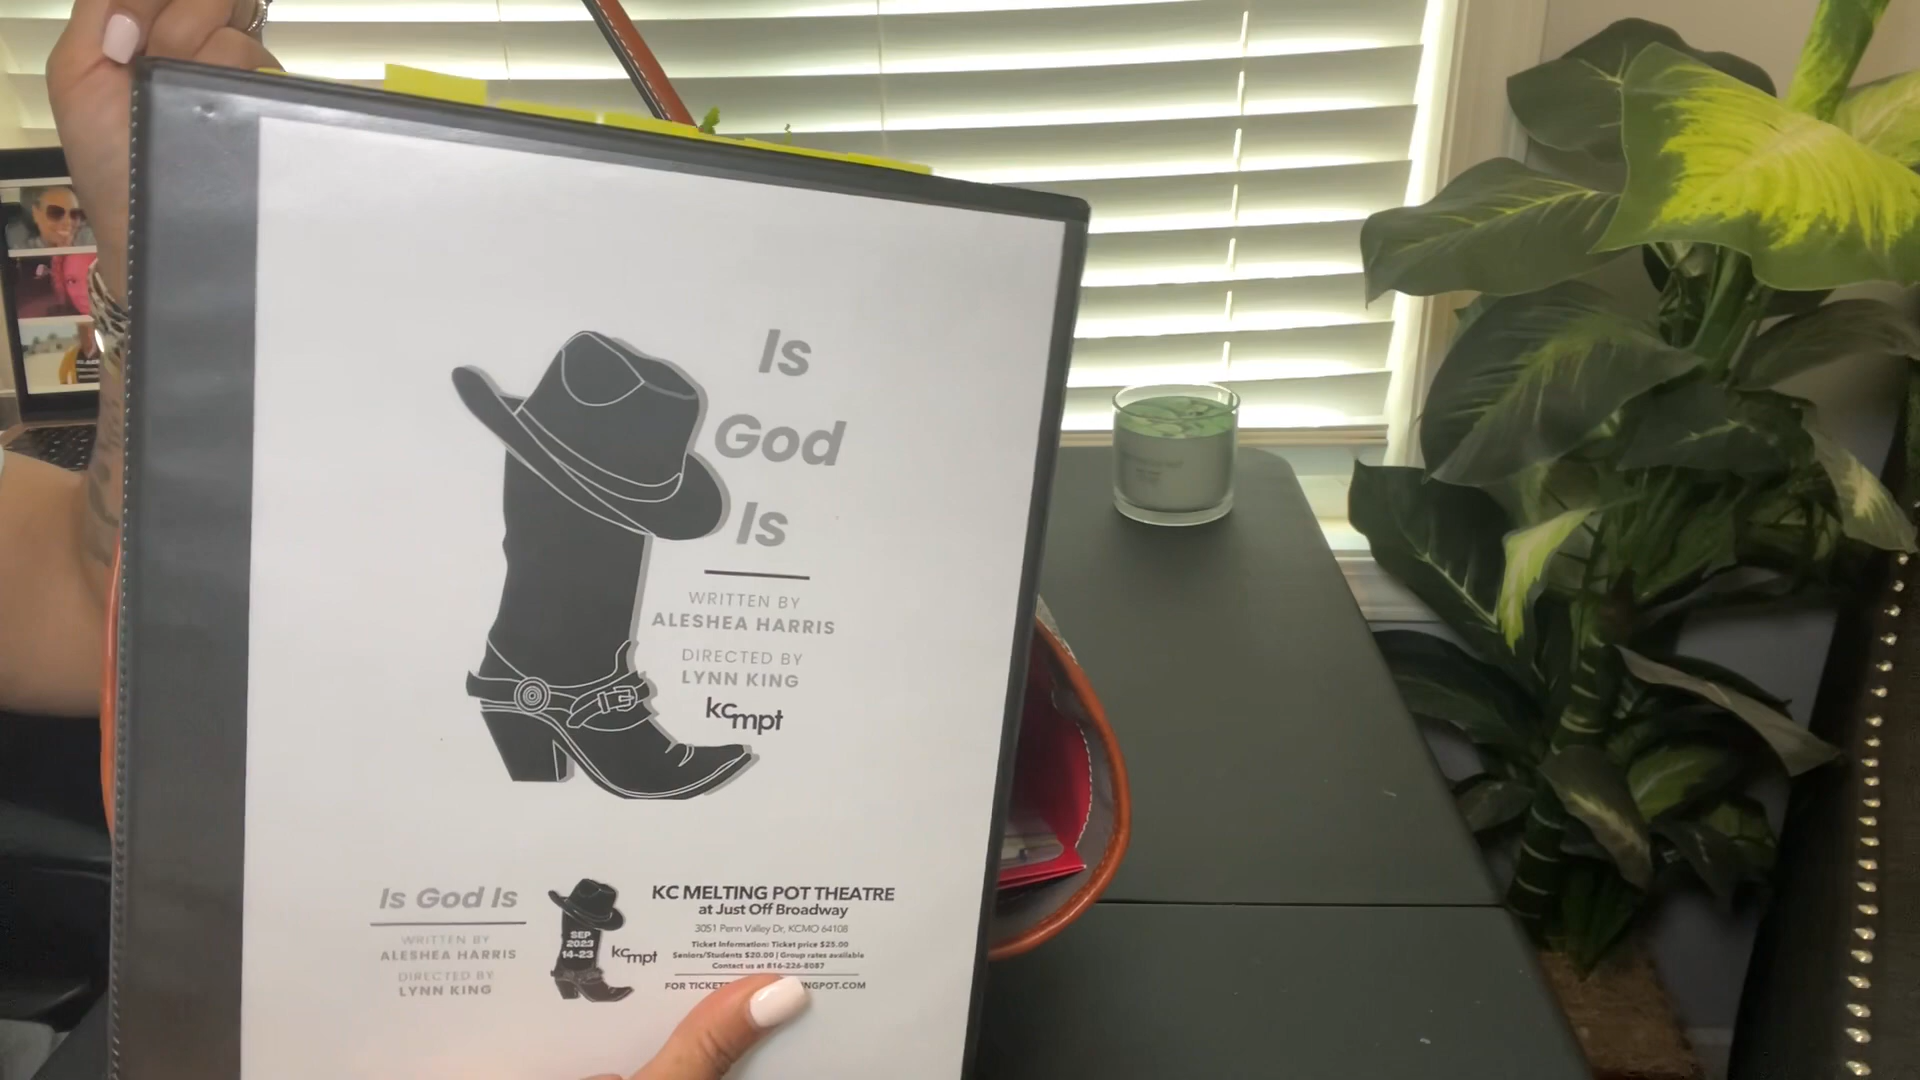 Is
God
Is
WRITTEN BY
ALESHEA HARRIS
DIRECTED BY
LYNN KING
kcmpt
Is God Is
WRITTEN BY
ALESHEA HARRIS
DIRECTED BY
LYNN KING
SEP
2023
14-23
kcmpt
KC MELTING POT THEATRE
at Just Off Broadway
3051 Penn Valley Dr, KCMO 64108
Ticket Information: Ticket price $25.00
Seniors/Students $20.00 | Group rates available
Contact us at 816-226-8087
FOR